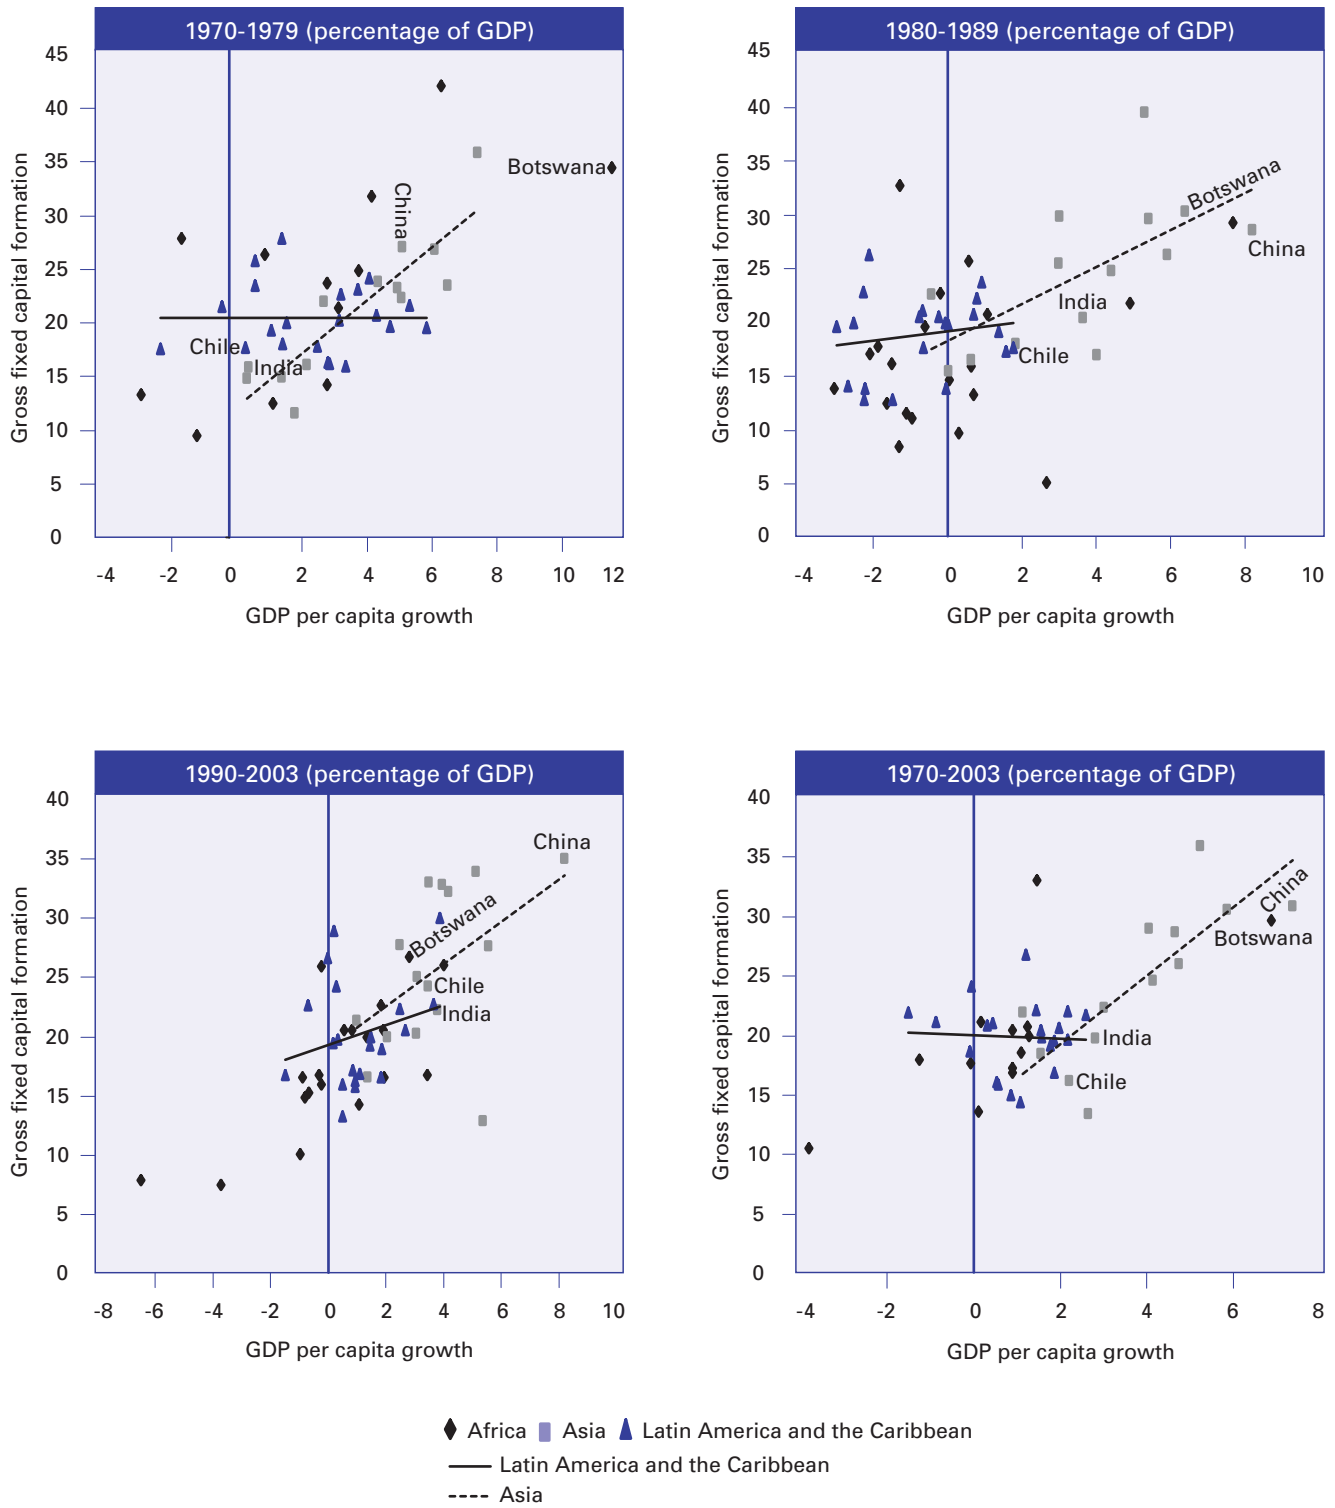 1970-1979 (percentage of GDP)
Gross fixed capital formation
45
40
35
30
25
20
15
10
5
0
Botswana
China
Chile
India
-4 -2 0 2 4 6 8 10 12
GDP per capita growth
1980-1989 (percentage of GDP)
Gross fixed capital formation
45
40
35
30
25
20
15
10
5
0
Botswana
China
India
Chile
-4 -2 0 2 4 6 8 10
GDP per capita growth
1990-2003 (percentage of GDP)
Gross fixed capital formation
40
35
30
25
20
15
10
5
0
China
Botswana
Chile
India
-8 -6 -4 -2 0 2 4 6 8 10
GDP per capita growth
1970-2003 (percentage of GDP)
Gross fixed capital formation
40
35
30
25
20
15
10
5
0
China
Botswana
India
Chile
-4 -2 0 2 4 6 8
GDP per capita growth
Africa Asia Latin America and the Caribbean
Latin America and the Caribbean
Asia